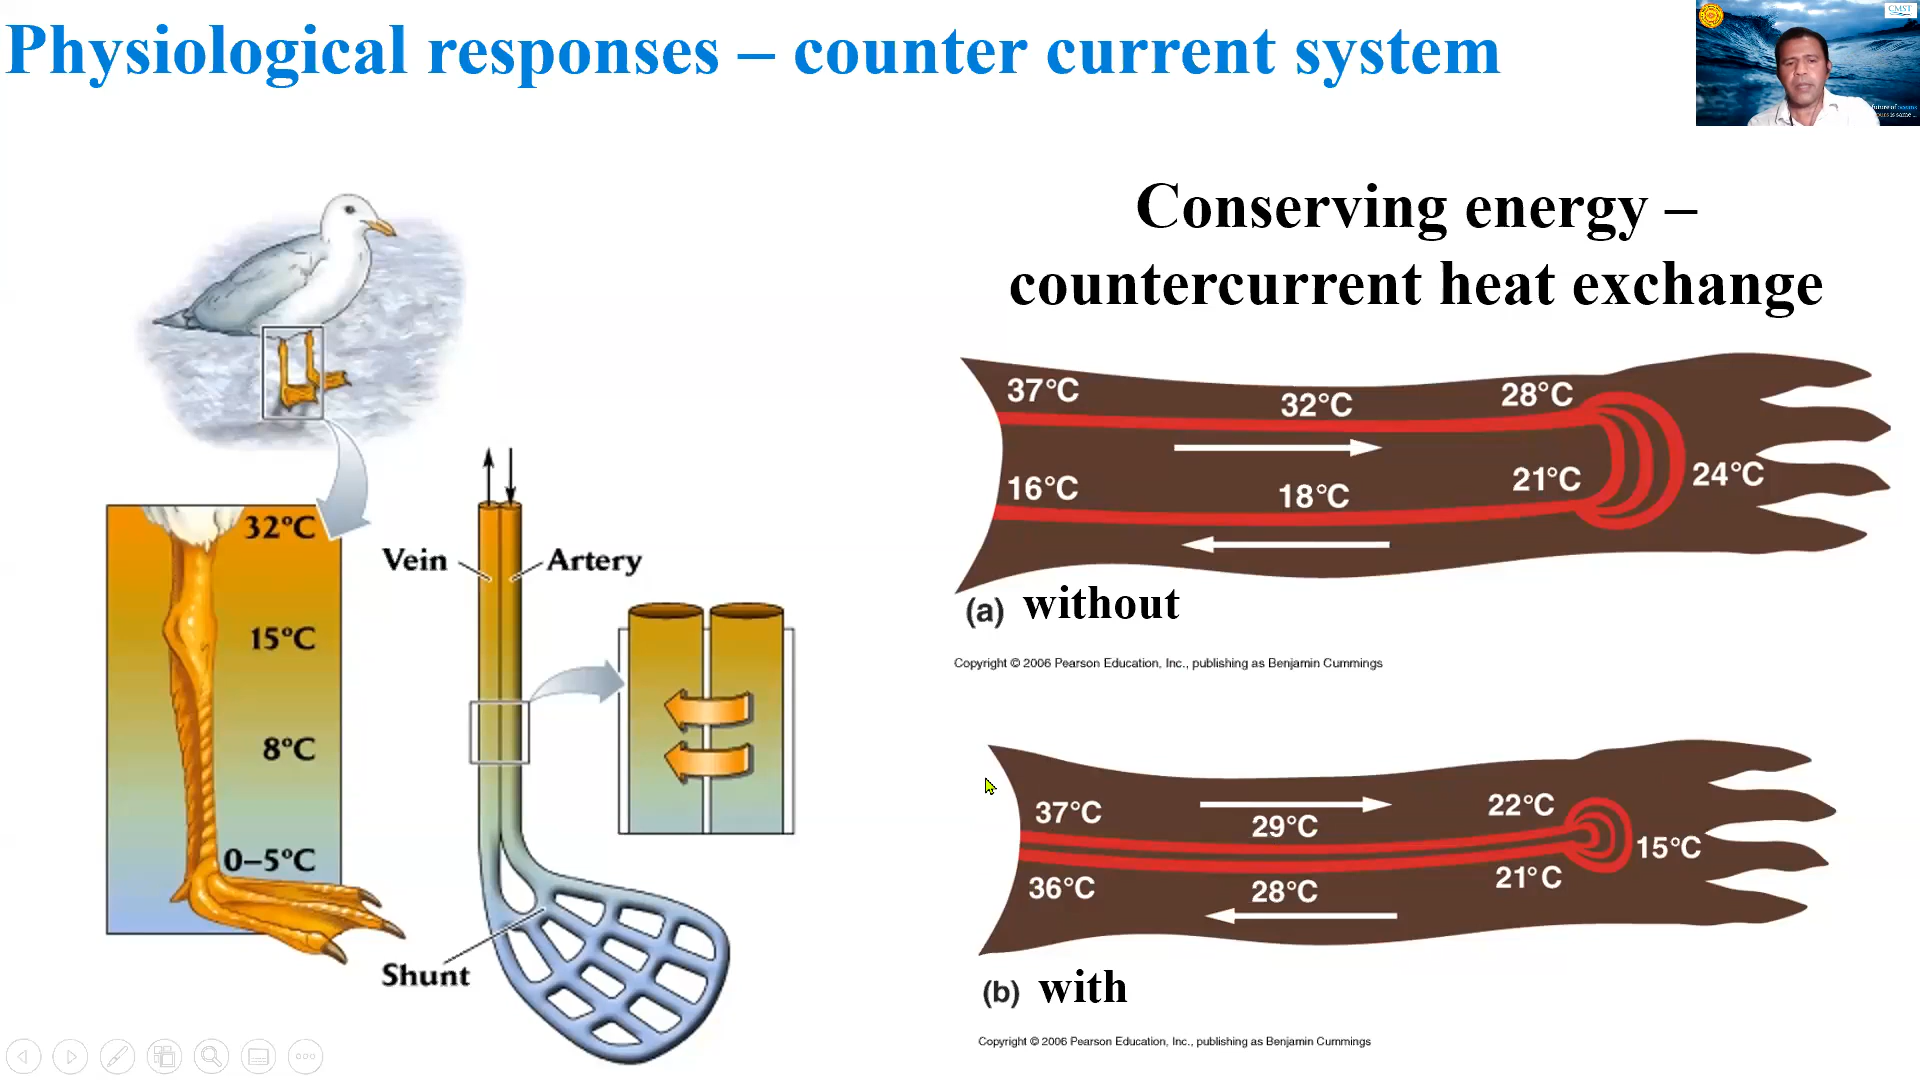 Physiological responses – counter current system
CMST
Conserving energy –
countercurrent heat exchange
32°C
15°C
8°C
0–5°C
Vein
Artery
Shunt
37°C
32°C
28°C
24°C
21°C
18°C
16°C
(a) without
Copyright © 2006 Pearson Education, Inc., publishing as Benjamin Cummings
37°C
29°C
22°C
15°C
21°C
28°C
36°C
(b) with
Copyright © 2006 Pearson Education, Inc., publishing as Benjamin Cummings